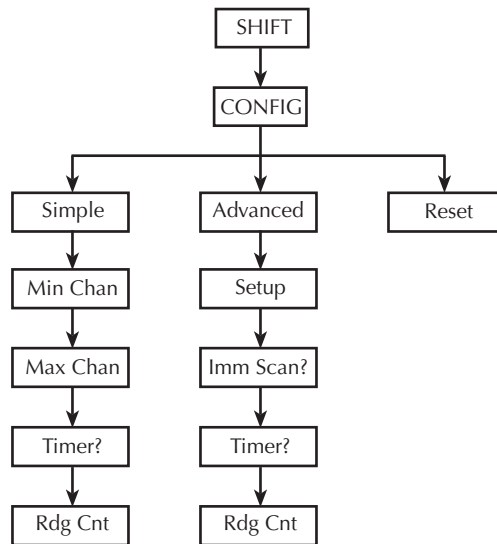 SHIFT
CONFIG
Simple
Advanced
Reset
Min Chan
Setup
Max Chan
Imm Scan?
Timer?
Timer?
Rdg Cnt
Rdg Cnt